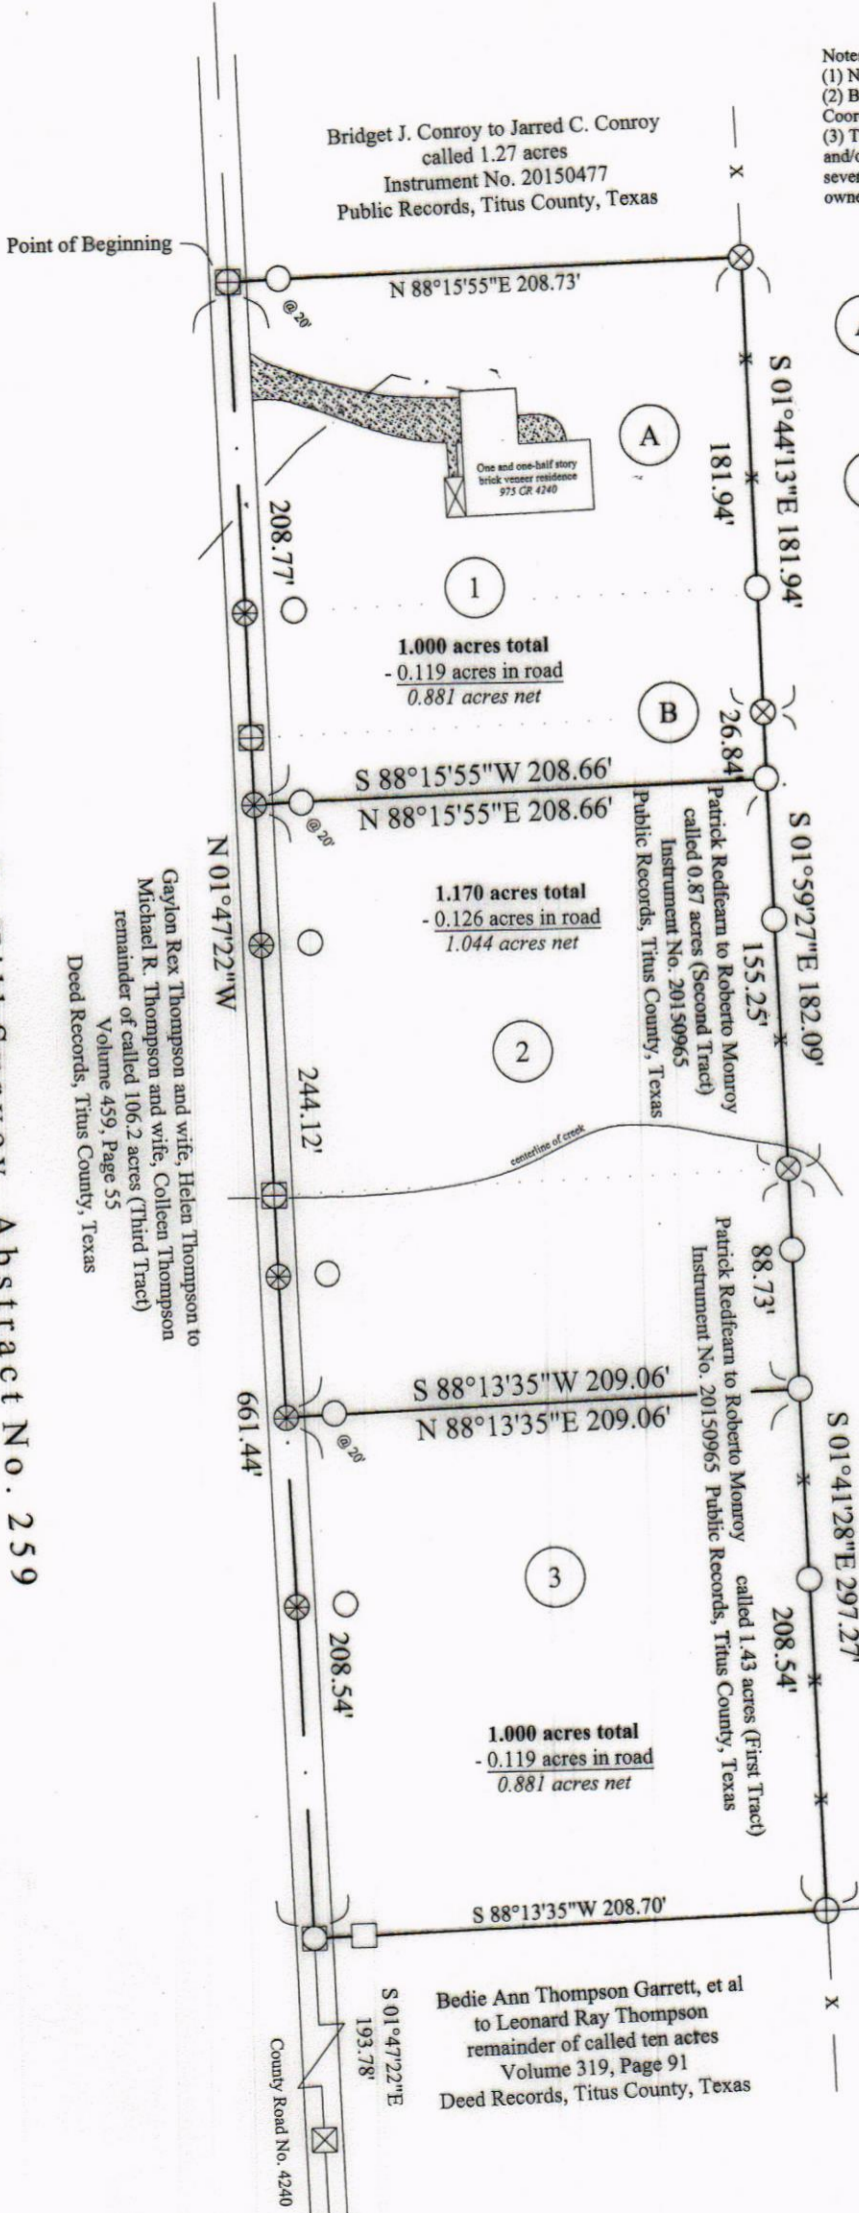 Note
(1) N
(2) B
Coor
(3) T
and/o
seve
owne
Bridget J. Conroy to Jarred C. Conroy
called 1.27 acres
Instrument No. 20150477
Public Records, Titus County, Texas
X
Point of Beginning
N 88°15'55"E 208.73'
@ 20'
S 01°44'13"E 181.94'
181.94'
A
One and one-half story
brick veneer residence
975 CR 4240
208.77'
1
1.000 acres total
- 0.119 acres in road
0.881 acres net
B
26.84'
S 88°15'55"W 208.66'
N 88°15'55"E 208.66'
@ 20'
Patrick Redfearn to Roberto Monroy
called 0.87 acres (Second Tract)
Instrument No. 20150965
Public Records, Titus County, Texas
S 01°59'27"E 182.09'
155.25'
1.170 acres total
- 0.126 acres in road
1.044 acres net
N 01°47'22"W
661.44'
Gaylon Rex Thompson and wife, Helen Thompson to
Michael R. Thompson and wife, Colleen Thompson
remainder of called 106.2 acres (Third Tract)
Volume 459, Page 55
Deed Records, Titus County, Texas
2
244.12'
centerline of creek
88.73'
Patrick Redfearn to Roberto Monroy called 1.43 acres (First Tract)
Instrument No. 20150965 Public Records, Titus County, Texas
S 88°13'35"W 209.06'
N 88°13'35"E 209.06'
@ 20'
S 01°41'28"E 297.27'
208.54'
3
208.54'
1.000 acres total
- 0.119 acres in road
0.881 acres net
S 88°13'35"W 208.70'
S 01°47'22"E
193.78'
Bedie Ann Thompson Garrett, et al
to Leonard Ray Thompson
remainder of called ten acres
Volume 319, Page 91
Deed Records, Titus County, Texas
X
County Road No. 4240
Abstract No. 259